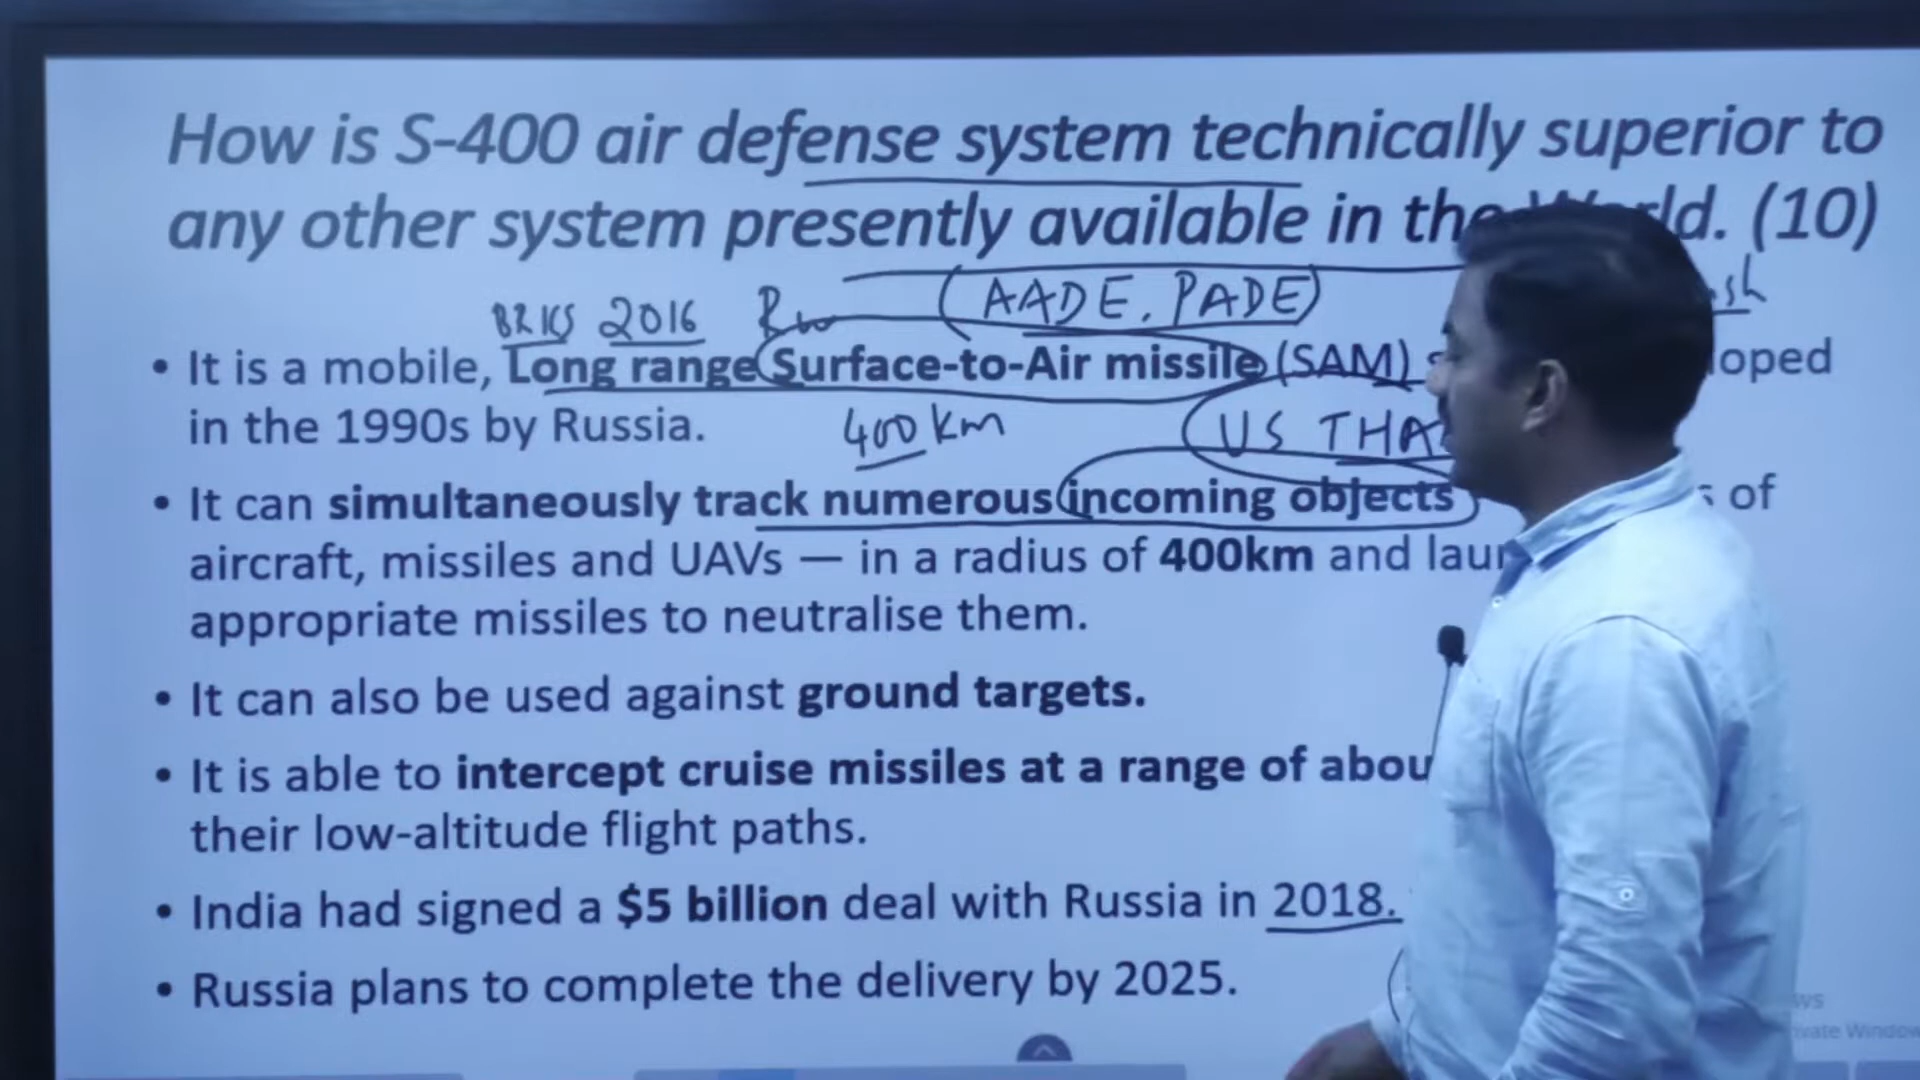 How is S-400 air defense system technically superior to
any other system presently available in the World. (10)
BRICS 2016 (AADE, PADE)
• It is a mobile, Long range Surface-to-Air missile (SAM)
in the 1990s by Russia. 400 km US
• It can simultaneously track numerous incoming objects of
aircraft, missiles and UAVs — in a radius of 400km and
appropriate missiles to neutralise them.
• It can also be used against ground targets.
• It is able to intercept cruise missiles at a range of
their low-altitude flight paths.
• India had signed a $5 billion deal with Russia in 2018.
• Russia plans to complete the delivery by 2025.